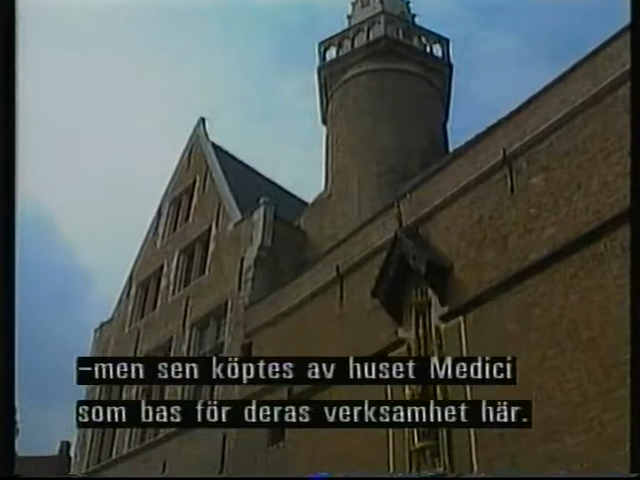 -men sen köptes av huset Medici
som bas för deras verksamhet här.